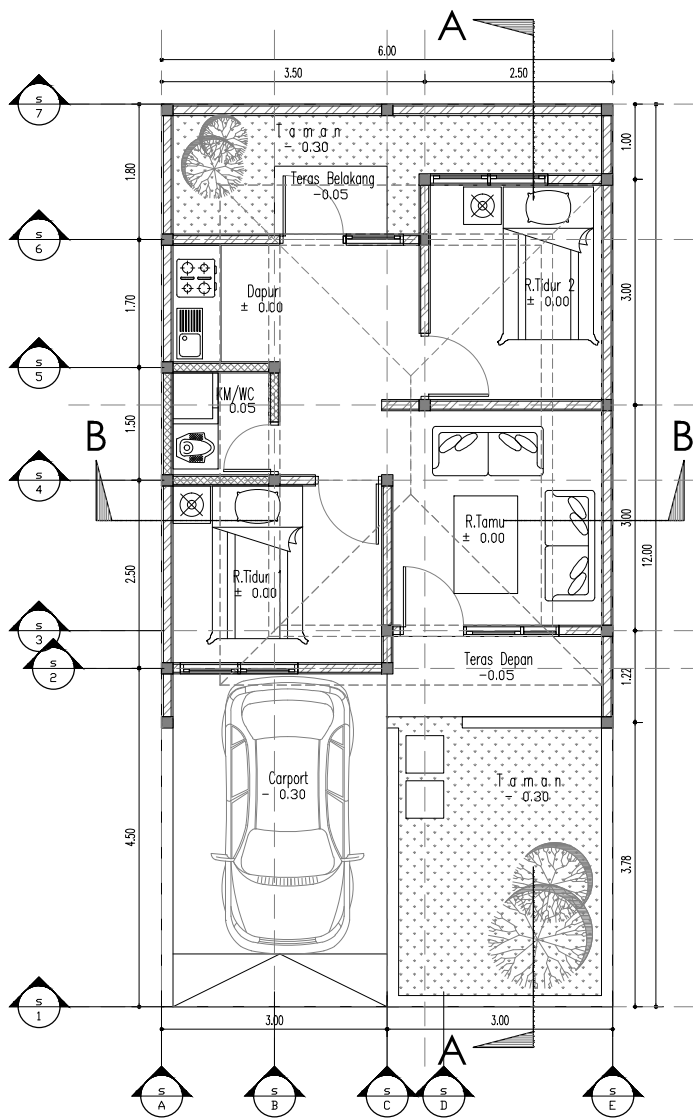 A
6.00
3.50
2.50
S
7
T a m a n
- 0.30
Teras Belakang
-0.05
1.00
1.80
S
6
R.Tidur 2
± 0.00
3.00
Dapur
± 0.00
1.70
S
5
KM/WC
0.05
1.50
B
B
S
4
R.Tamu
± 0.00
3.00
12.00
R.Tidur 1
± 0.00
2.50
S
3
S
2
Teras Depan
-0.05
1.22
Carport
- 0.30
T a m a n
- 0.30
4.50
3.78
S
1
3.00
3.00
A
S
A
S
B
S
C
S
D
S
E